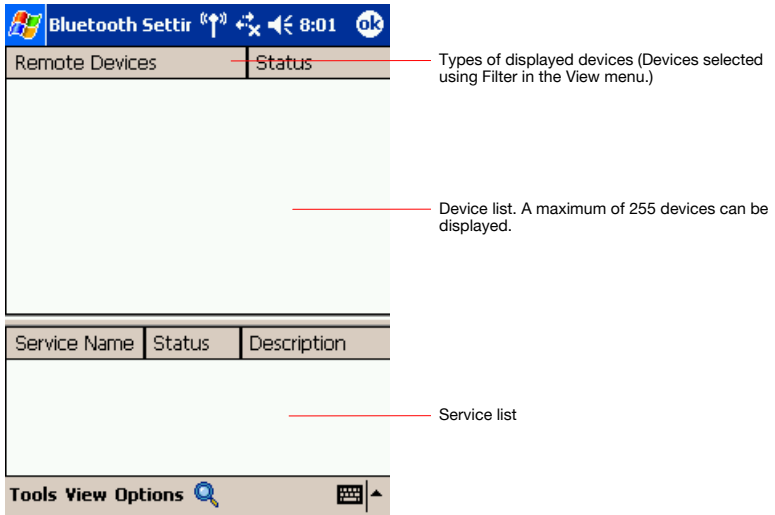 Bluetooth Settir 8:01 ok
Remote Devices Status
Types of displayed devices (Devices selected
using Filter in the View menu.)
Device list. A maximum of 255 devices can be
displayed.
Service Name Status Description
Service list
Tools View Options